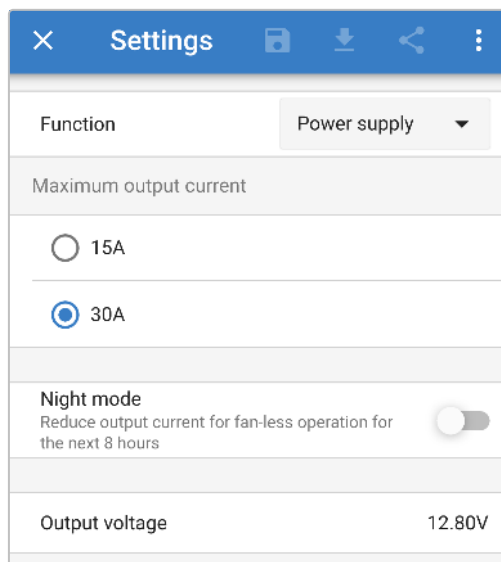 Settings
Function
Power supply
Maximum output current
15A
30A
Night mode
Reduce output current for fan-less operation for
the next 8 hours
Output voltage
12.80V